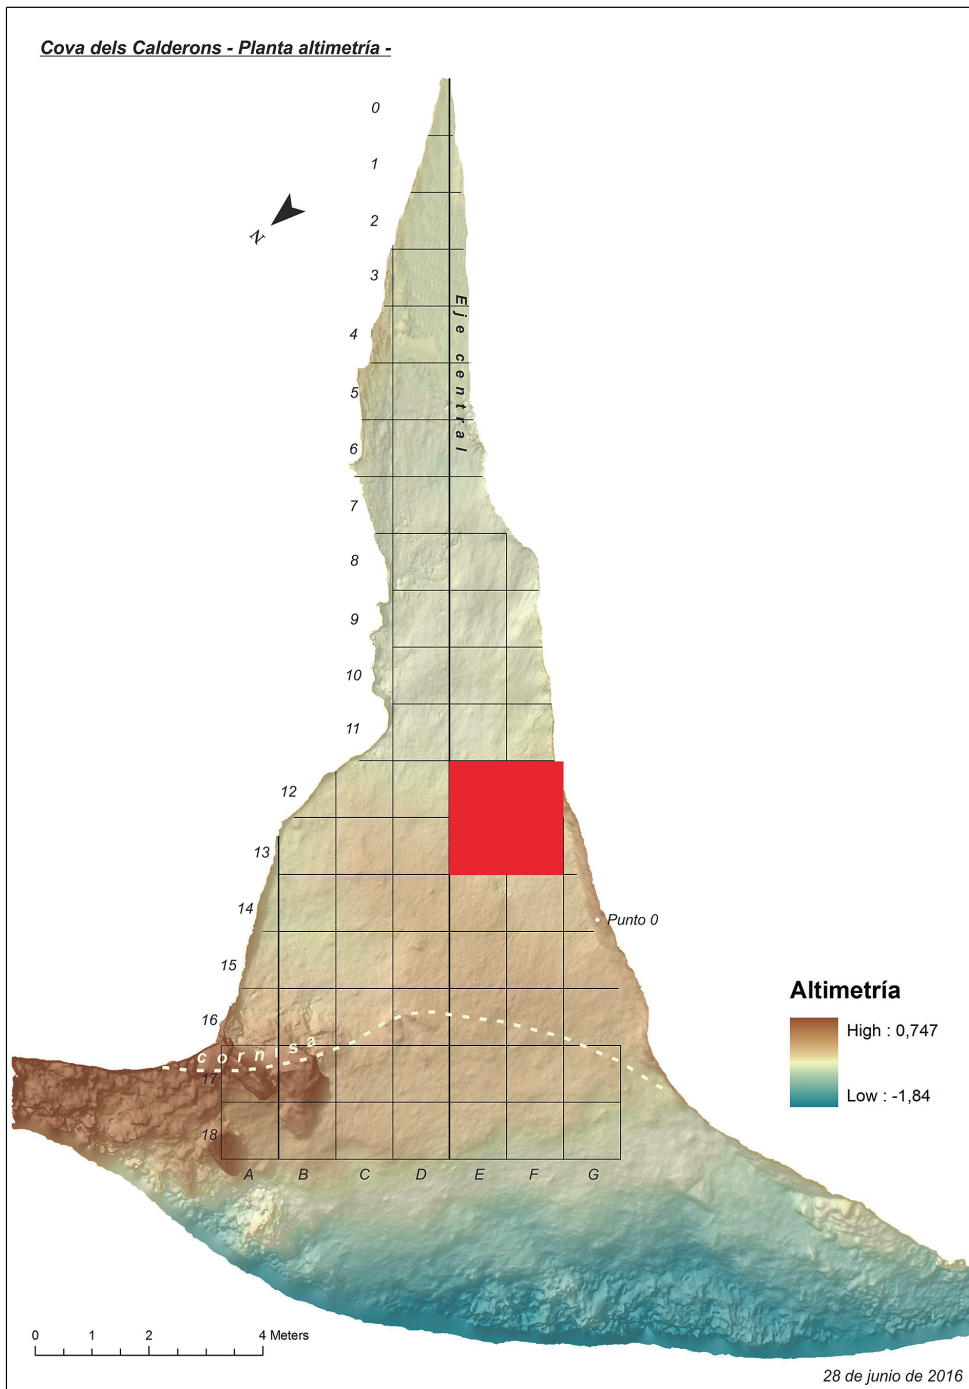 Cova dels Calderons - Planta altimetría -
0
1
2
N
3
4
5
6
7
8
9
10
11
12
13
14
15
16
17
18
Eje central
Punto 0
cornisa
A B C D E F G
Altimetría
High : 0,747
Low : -1,84
0 1 2 4 Meters
28 de junio de 2016